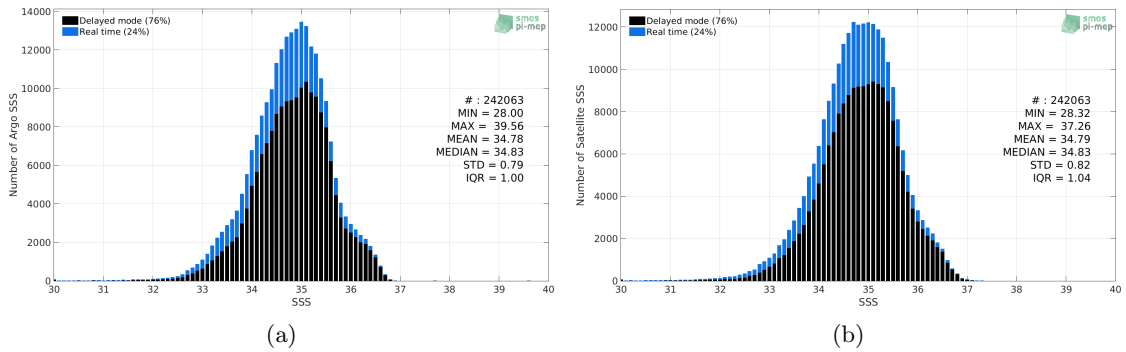 Delayed mode (76%)
Real time (24%)
smos
pi-mep
14000
12000
10000
8000
6000
4000
2000
0
Number of Argo SSS
# : 242063
MIN = 28.00
MAX = 39.56
MEAN = 34.78
MEDIAN = 34.83
STD = 0.79
IQR = 1.00
30 31 32 33 34 35 36 37 38 39 40
SSS
(a)
Delayed mode (76%)
Real time (24%)
smos
pi-mep
12000
10000
8000
6000
4000
2000
0
Number of Satellite SSS
# : 242063
MIN = 28.32
MAX = 37.26
MEAN = 34.79
MEDIAN = 34.83
STD = 0.82
IQR = 1.04
30 31 32 33 34 35 36 37 38 39 40
SSS
(b)